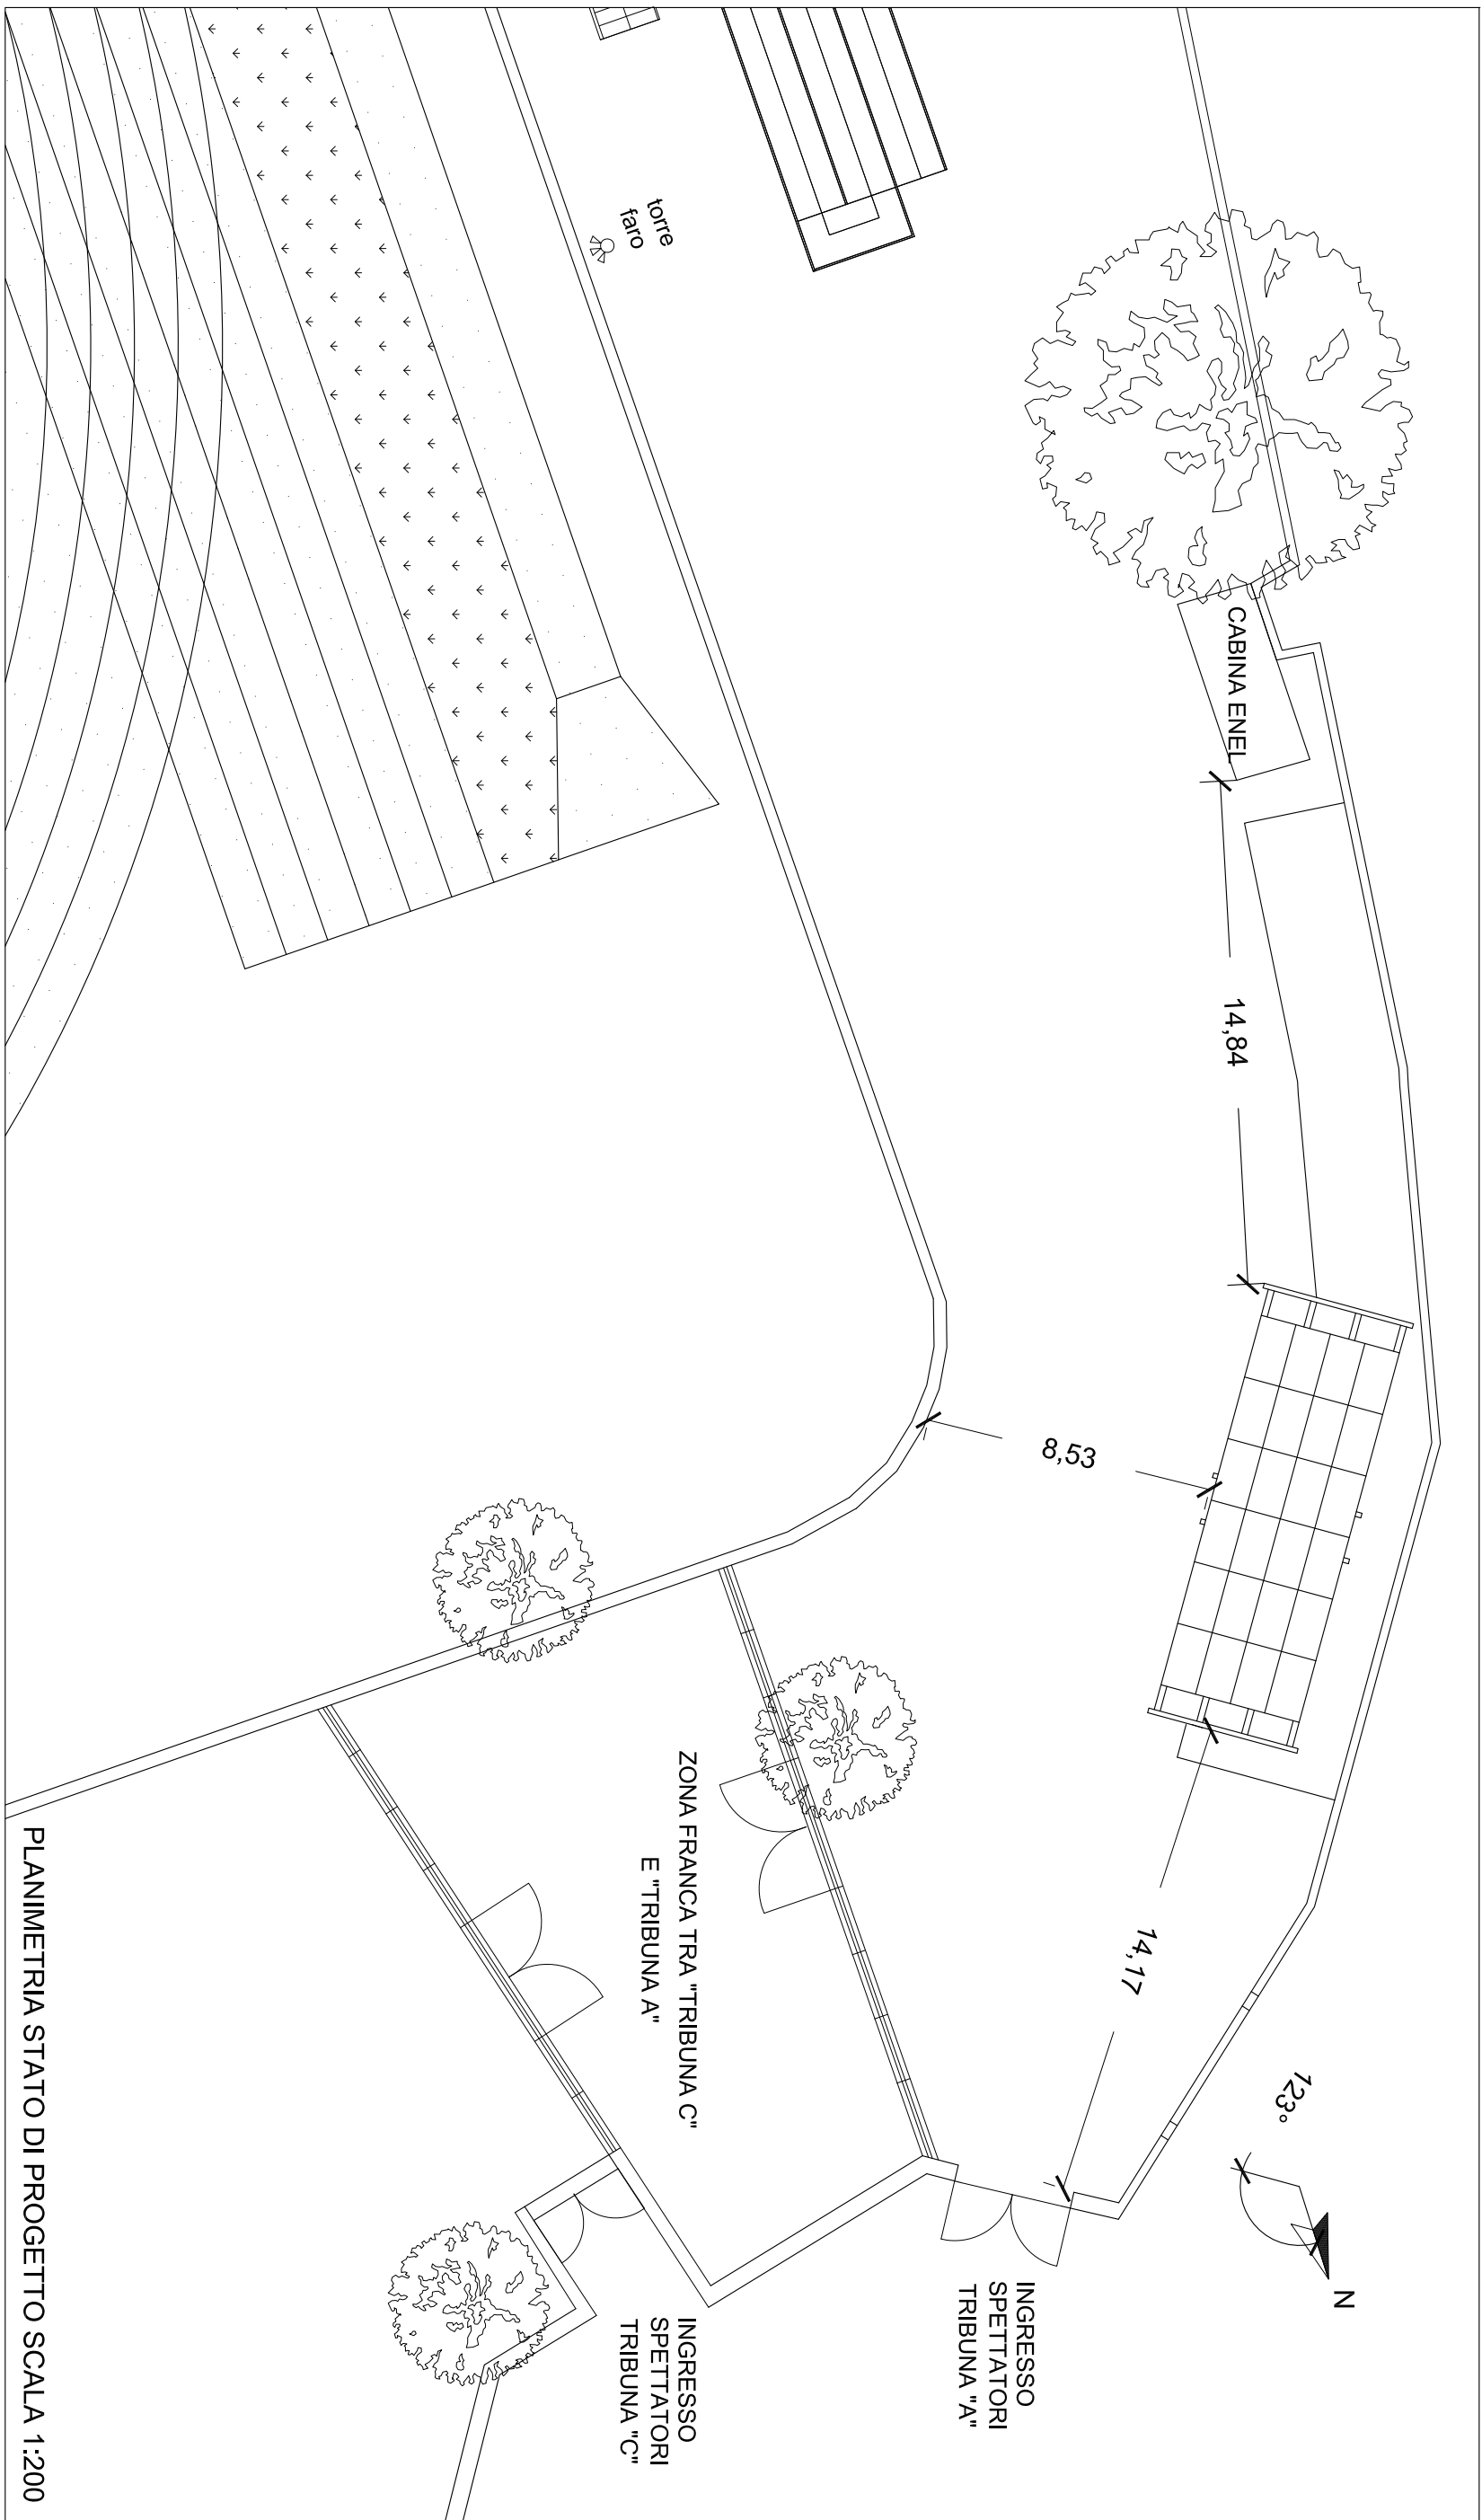 torre
faro
CABINA ENEL
14,84
8,53
14,17
123°
N
ZONA FRANCA TRA "TRIBUNA C"
E "TRIBUNA A"
INGRESSO
SPETTATORI
TRIBUNA "A"
INGRESSO
SPETTATORI
TRIBUNA "C"
PLANIMETRIA STATO DI PROGETTO SCALA 1:200